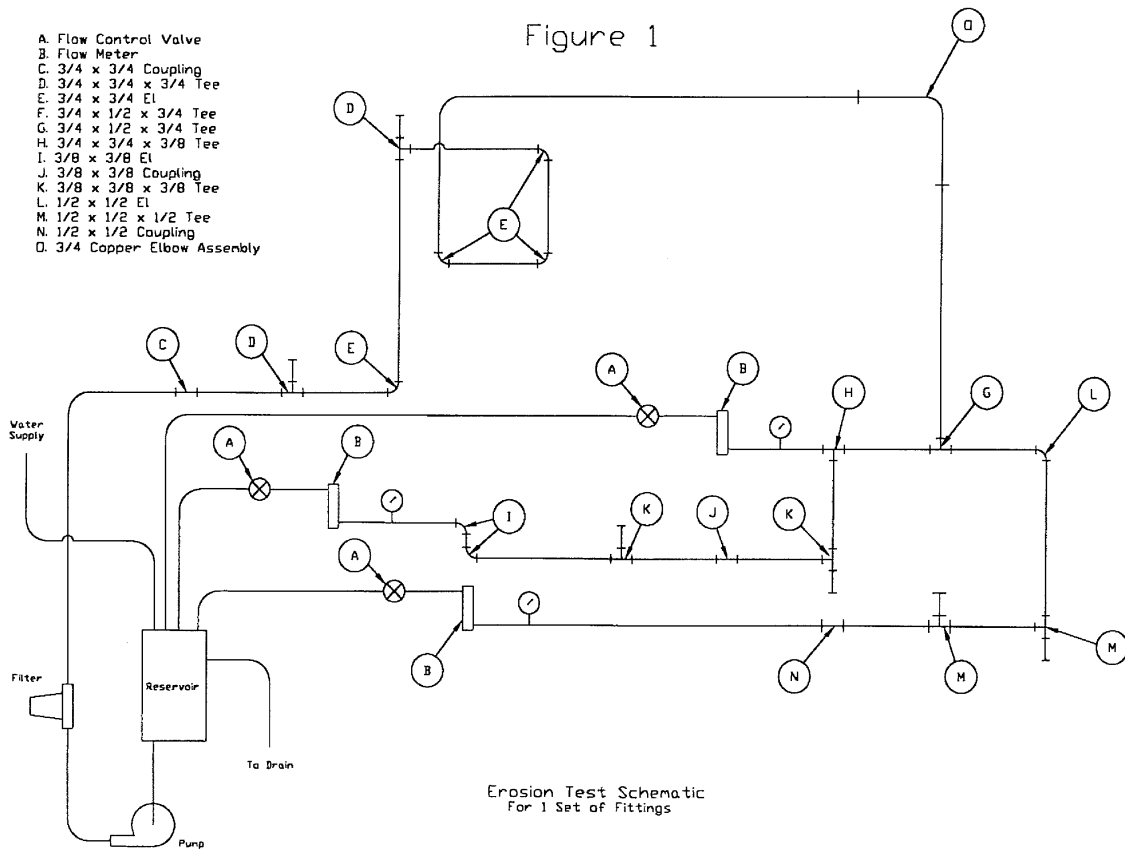 Figure 1
A. Flow Control Valve
B. Flow Meter
C. 3/4 x 3/4 Coupling
D. 3/4 x 3/4 x 3/4 Tee
E. 3/4 x 3/4 El
F. 3/4 x 1/2 x 3/4 Tee
G. 3/4 x 1/2 x 3/4 Tee
H. 3/4 x 3/4 x 3/8 Tee
I. 3/8 x 3/8 El
J. 3/8 x 3/8 Coupling
K. 3/8 x 3/8 x 3/8 Tee
L. 1/2 x 1/2 El
M. 1/2 x 1/2 x 1/2 Tee
N. 1/2 x 1/2 Coupling
O. 3/4 Copper Elbow Assembly
O
D
E
C
D
E
A
B
H
G
L
Water
Supply
A
B
I
K
J
K
A
B
N
M
M
Filter
Reservoir
To Drain
Pump
Erosion Test Schematic
For 1 Set of Fittings